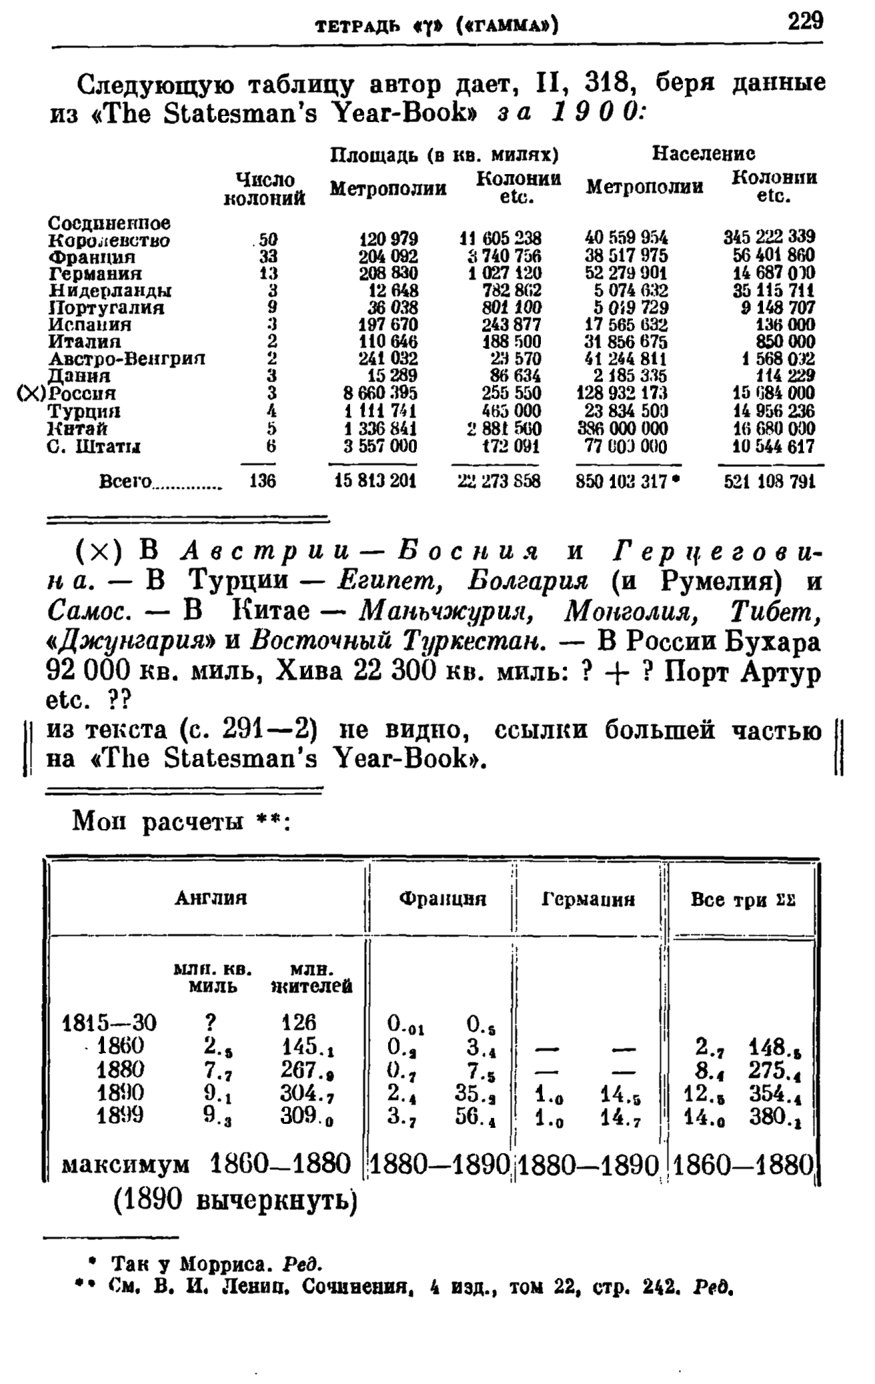 ТЕТРАДЬ «γ» («ГАММА») 229
Следующую таблицу автор дает, II, 318, беря данные
из «The Statesman's Year-Book» за 1900:
Площадь (в кв. милях) Население
Число колоний Метрополии Колонии etc. Метрополии Колонии etc.
Соединенное
Королевство 50 120 979 11 605 238 40 559 954 345 222 339
Франция 33 204 092 3 740 756 38 517 975 56 401 860
Германия 13 208 830 1 027 120 52 279 901 14 687 000
Нидерланды 3 12 648 782 862 5 074 632 35 115 711
Португалия 9 36 038 801 100 5 049 729 9 148 707
Испания 3 197 670 243 877 17 565 632 136 000
Италия 2 110 646 188 500 31 856 675 850 000
Австро-Венгрия 2 241 032 23 570 41 244 811 1 568 092
Дания 3 15 289 86 634 2 185 335 114 229
(×) Россия 3 8 660 395 255 550 128 932 173 15 684 000
Турция 4 1 111 741 465 000 23 834 500 14 956 236
Китай 5 1 336 841 2 881 560 386 000 000 16 680 000
С. Штаты 6 3 557 000 172 091 77 000 000 10 544 617
Всего............. 136 15 813 201 22 273 858 850 103 317* 521 108 791
(×) В Австрии — Босния и Герцегови-
на. — В Турции — Египет, Болгария (и Румелия) и
Самос. — В Китае — Маньчжурия, Монголия, Тибет,
«Джунгария» и Восточный Туркестан. — В России Бухара
92 000 кв. миль, Хива 22 300 кв. миль: ? + ? Порт Артур
etc. ??
из текста (с. 291—2) не видно, ссылки большей частью
на «The Statesman's Year-Book».
Мои расчеты **:
Англия Франция Германия Все три ΣΣ
млн. кв. миль млн. жителей
1815—30 ? 126 0.01 0.5
1860 2.5 145.1 0.2 3.4 — — 2.7 148.5
1880 7.7 267.9 0.7 7.5 — — 8.4 275.4
1890 9.1 304.7 2.4 35.2 1.0 14.5 12.5 354.4
1899 9.3 309.0 3.7 56.4 1.0 14.7 14.0 380.1
максимум 1860—1880 1880—1890 1880—1890 1860—1880
(1890 вычеркнуть)
* Так у Морриса. Ред.
** См. В. И. Ленин. Сочинения, 4 изд., том 22, стр. 242. Ред.